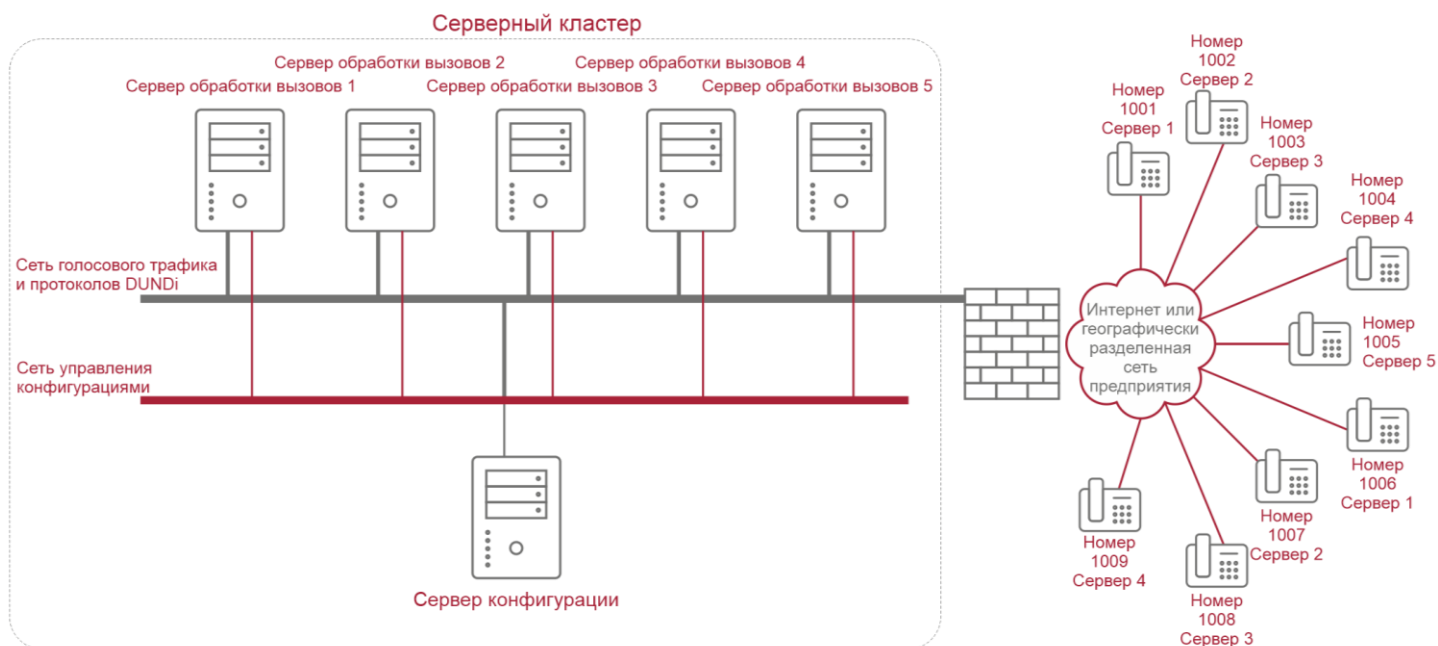 Серверный кластер
Сервер обработки вызовов 1
Сервер обработки вызовов 2
Сервер обработки вызовов 3
Сервер обработки вызовов 4
Сервер обработки вызовов 5
Сеть голосового трафика
и протоколов DUNDi
Сеть управления
конфигурациями
Сервер конфигурации
Интернет или
географически
разделенная
сеть
предприятия
Номер
1001
Сервер 1
Номер
1002
Сервер 2
Номер
1003
Сервер 3
Номер
1004
Сервер 4
Номер
1005
Сервер 5
Номер
1006
Сервер 1
Номер
1007
Сервер 2
Номер
1008
Сервер 3
Номер
1009
Сервер 4